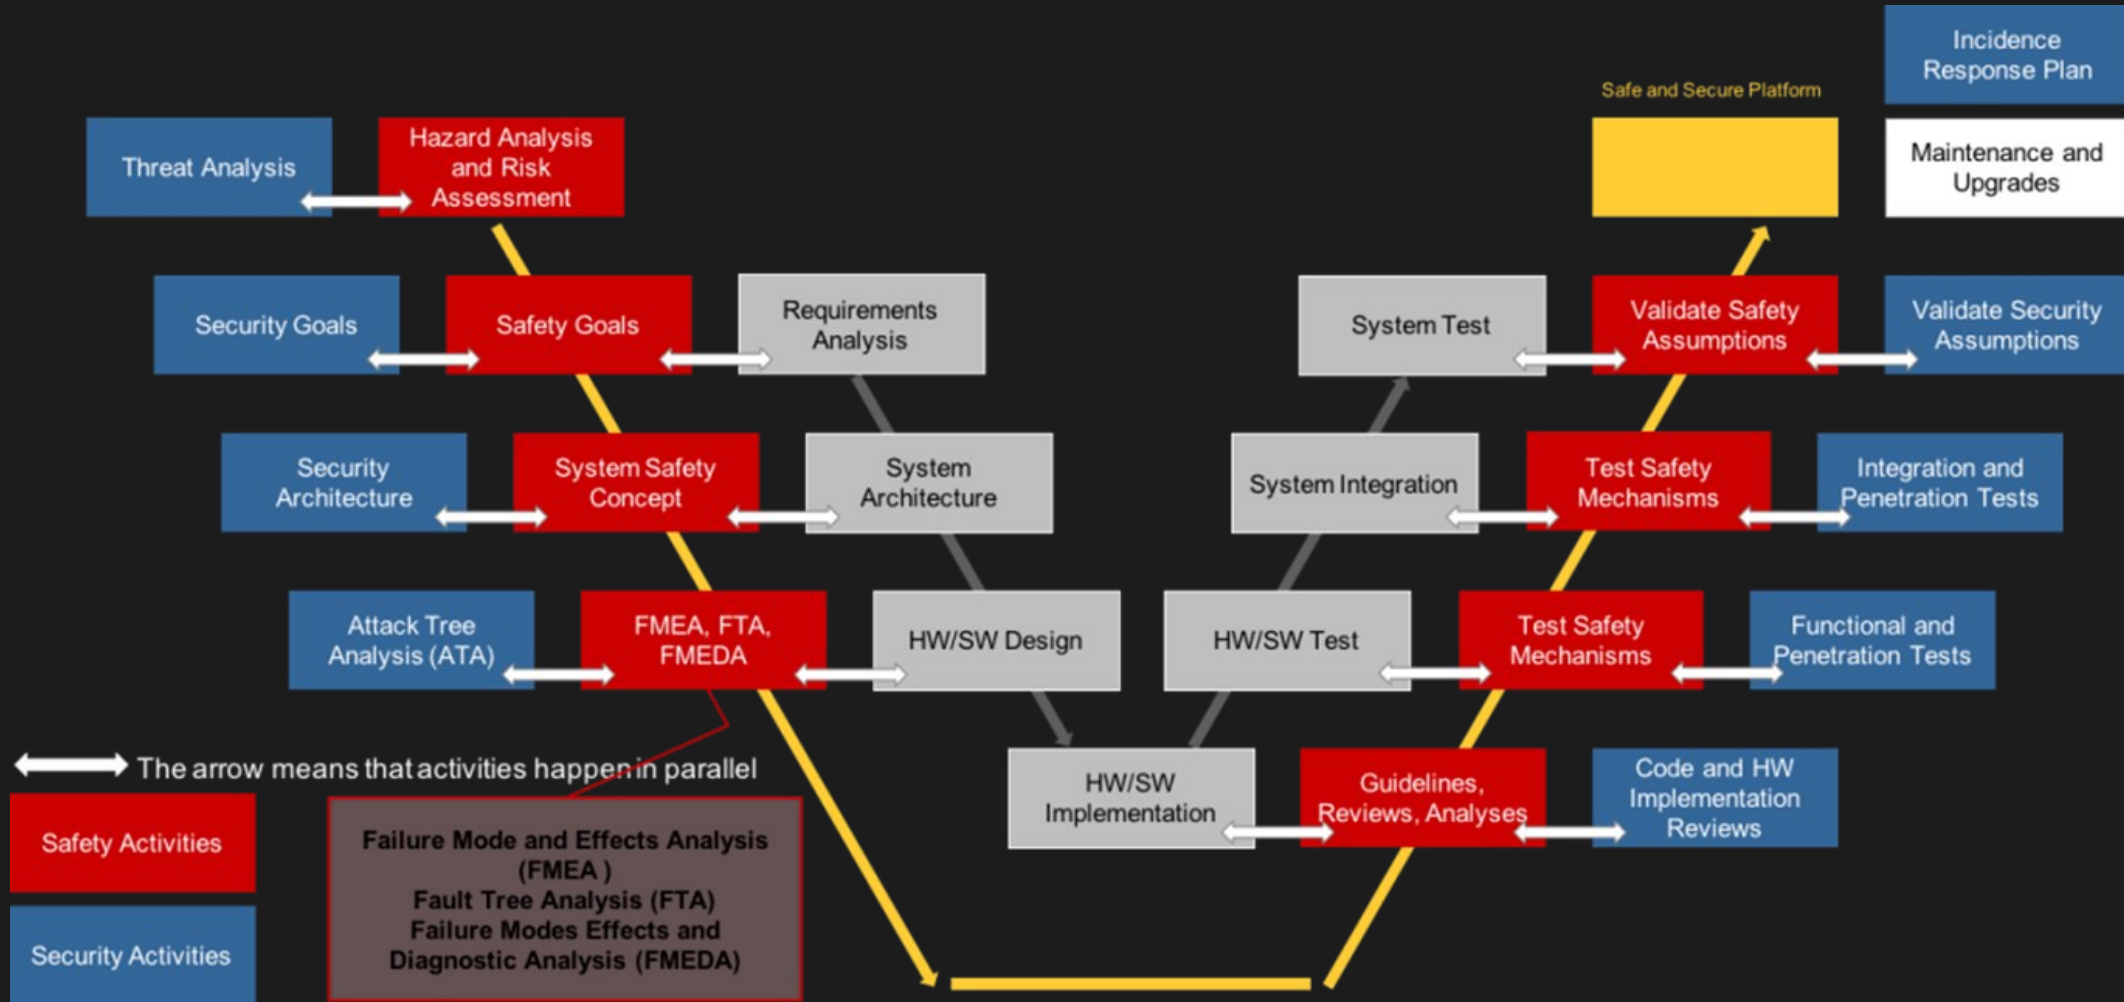 Incidence
Response Plan
Safe and Secure Platform
Threat Analysis
Hazard Analysis
and Risk
Assessment
Maintenance and
Upgrades
Security Goals
Safety Goals
Requirements
Analysis
System Test
Validate Safety
Assumptions
Validate Security
Assumptions
Security
Architecture
System Safety
Concept
System
Architecture
System Integration
Test Safety
Mechanisms
Integration and
Penetration Tests
Attack Tree
Analysis (ATA)
FMEA, FTA,
FMEDA
HW/SW Design
HW/SW Test
Test Safety
Mechanisms
Functional and
Penetration Tests
The arrow means that activities happen in parallel
HW/SW
Implementation
Guidelines,
Reviews, Analyses
Code and HW
Implementation
Reviews
Safety Activities
Failure Mode and Effects Analysis
(FMEA )
Fault Tree Analysis (FTA)
Failure Modes Effects and
Diagnostic Analysis (FMEDA)
Security Activities